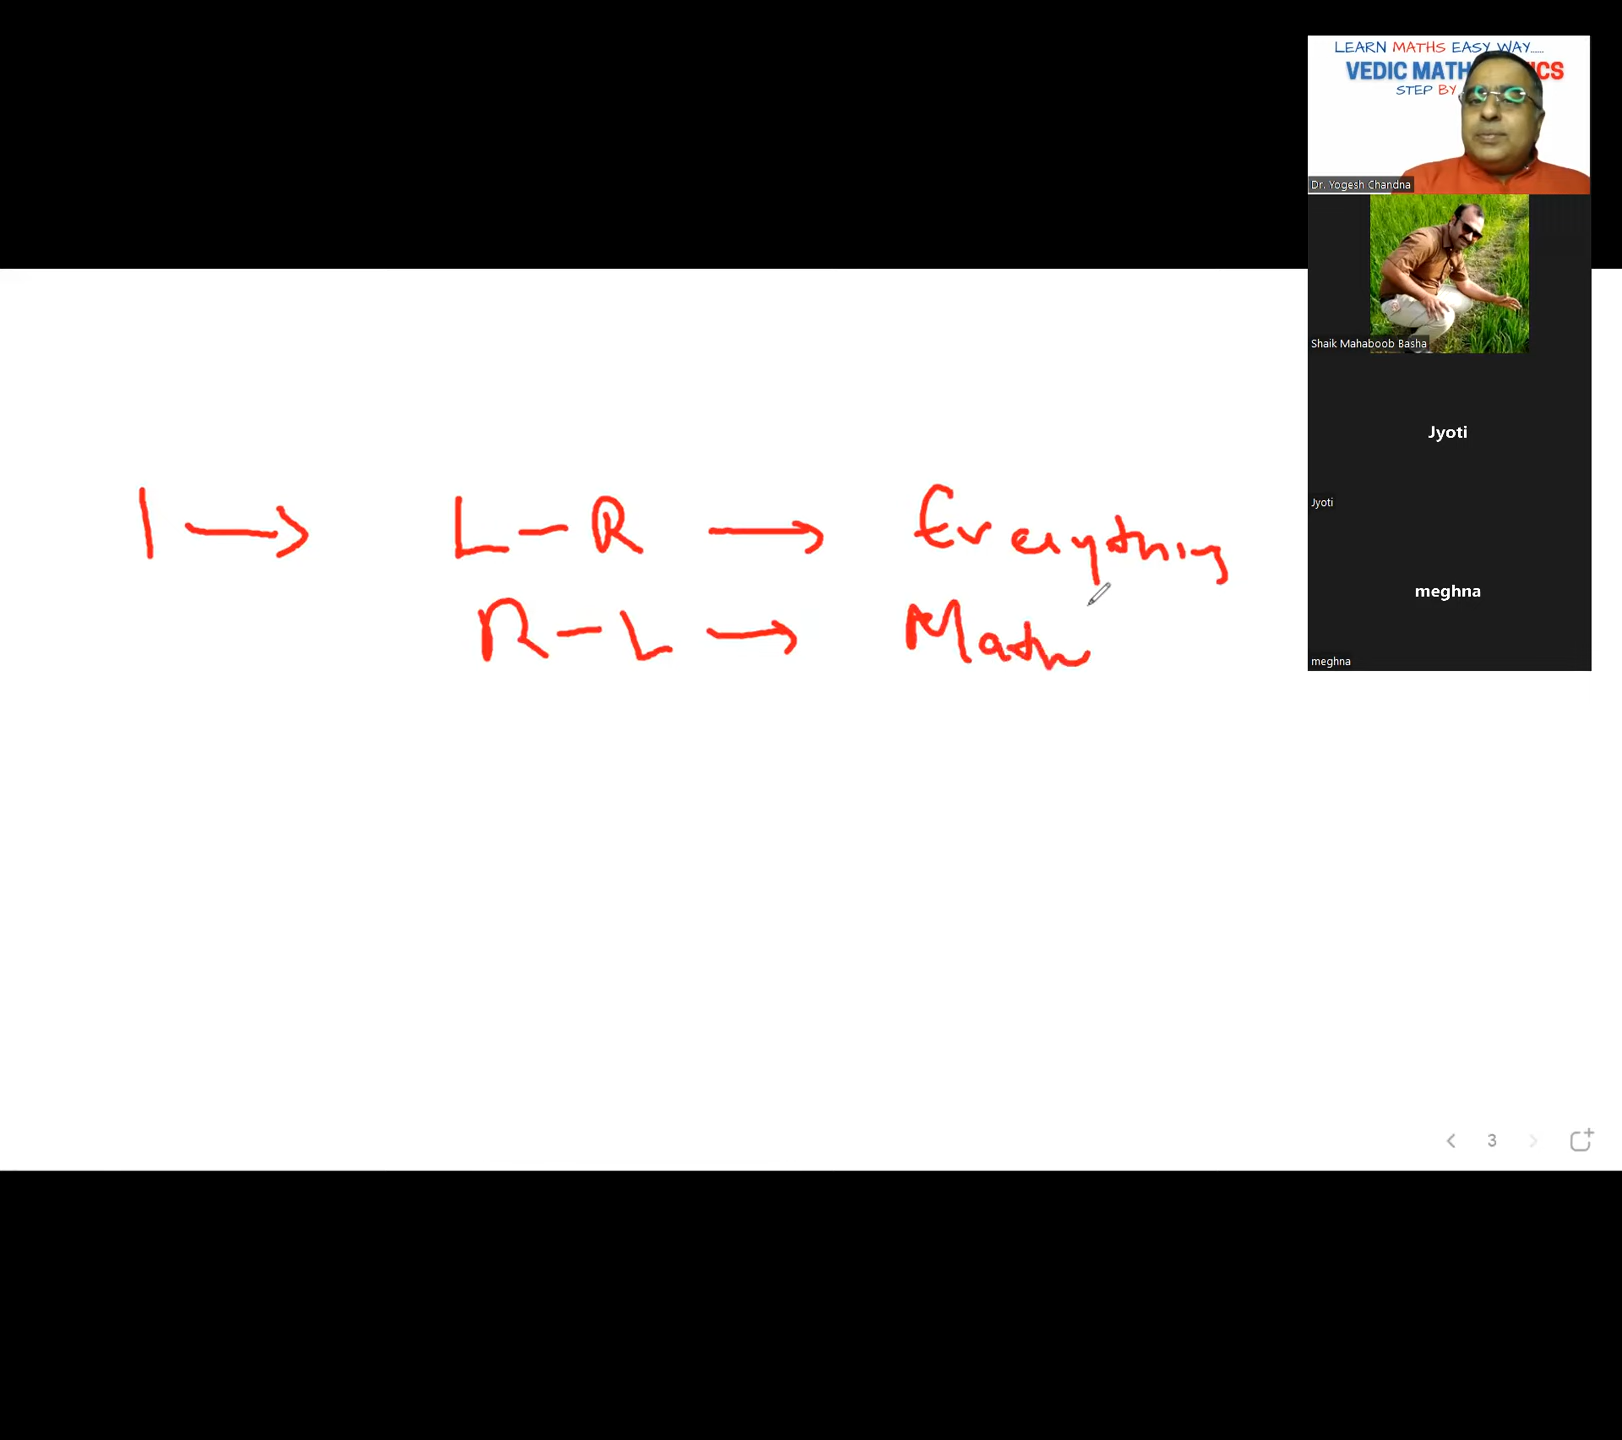 LEARN MATHS EASY WAY......
VEDIC MATH CS
STEP BY
Dr. Yogesh Chandna
Shaik Mahaboob Basha
Jyoti
Jyoti
meghna
meghna
1 → L - R → Everything
R - L → Math
3